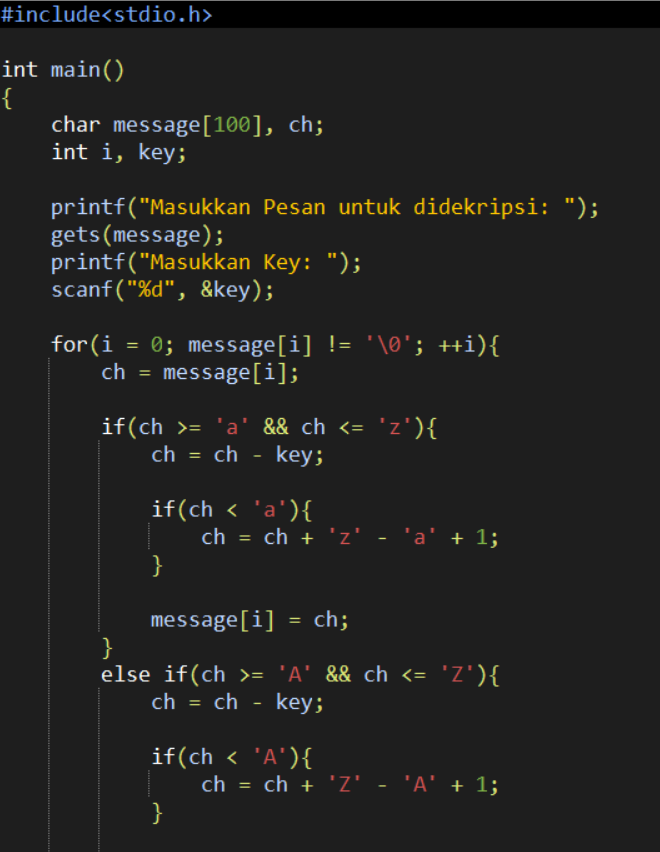 #include<stdio.h>
int main()
{
    char message[100], ch;
    int i, key;
    printf("Masukkan Pesan untuk didekripsi: ");
    gets(message);
    printf("Masukkan Key: ");
    scanf("%d", &key);
    for(i = 0; message[i] != '\0'; ++i){
        ch = message[i];
        if(ch >= 'a' && ch <= 'z'){
            ch = ch - key;
            if(ch < 'a'){
                ch = ch + 'z' - 'a' + 1;
            }
            message[i] = ch;
        }
        else if(ch >= 'A' && ch <= 'Z'){
            ch = ch - key;
            if(ch < 'A'){
                ch = ch + 'Z' - 'A' + 1;
            }